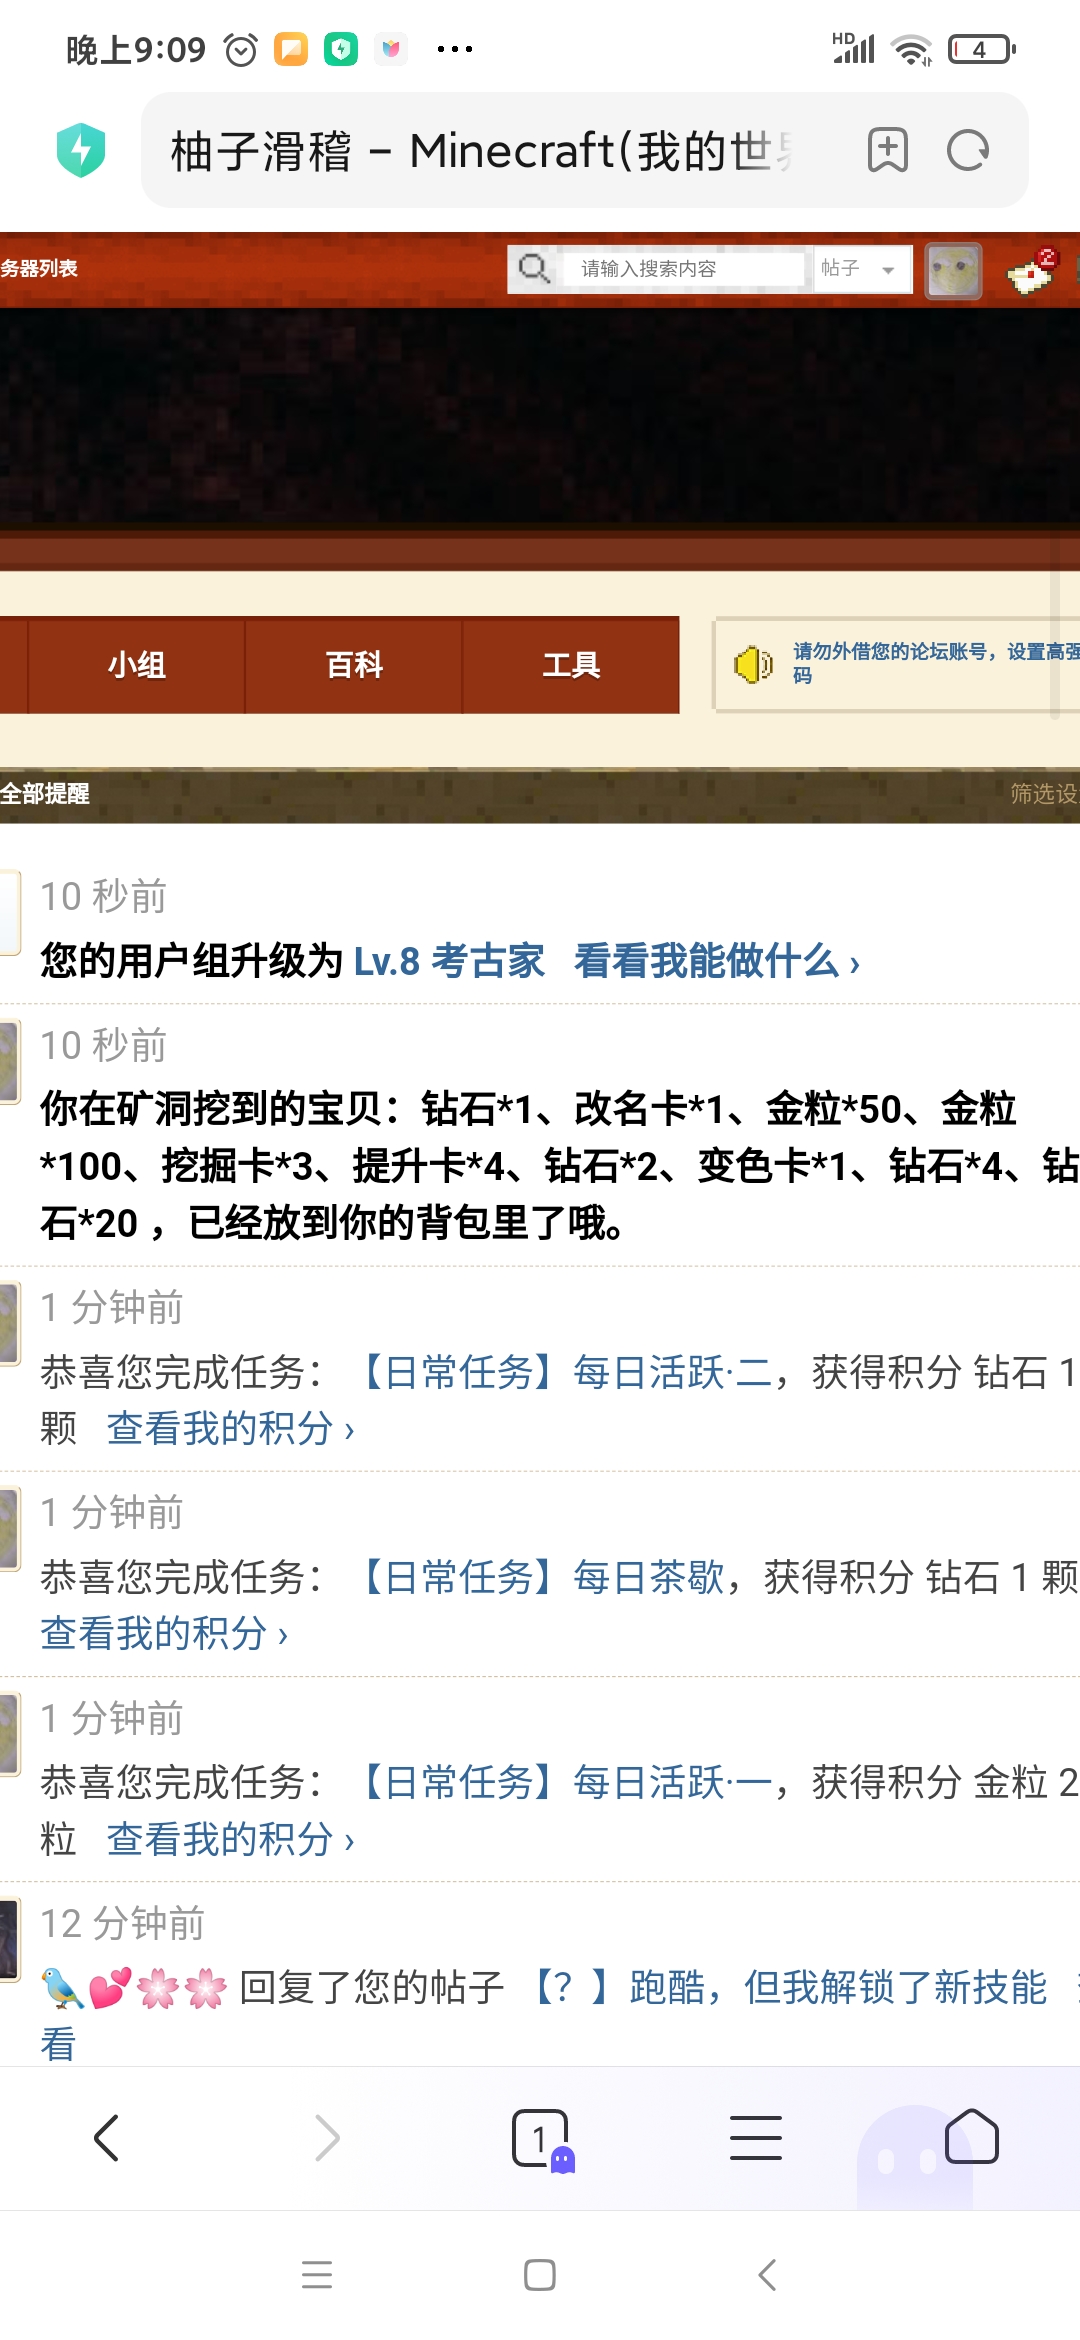 晚上9:09
HD
4
柚子滑稽 - Minecraft(我的世
务器列表
请输入搜索内容
帖子
2
小组
百科
工具
请勿外借您的论坛账号，设置高强
码
全部提醒
筛选设
10 秒前
您的用户组升级为 Lv.8 考古家 看看我能做什么 ›
10 秒前
你在矿洞挖到的宝贝：钻石*1、改名卡*1、金粒*50、金粒
*100、挖掘卡*3、提升卡*4、钻石*2、变色卡*1、钻石*4、钻
石*20 ，已经放到你的背包里了哦。
1 分钟前
恭喜您完成任务：【日常任务】每日活跃·二，获得积分 钻石 1
颗 查看我的积分 ›
1 分钟前
恭喜您完成任务：【日常任务】每日茶歇，获得积分 钻石 1 颗
查看我的积分 ›
1 分钟前
恭喜您完成任务：【日常任务】每日活跃·一，获得积分 金粒 2
粒 查看我的积分 ›
12 分钟前
🐦💕🌸🌸 回复了您的帖子 【？】跑酷，但我解锁了新技能
看
1